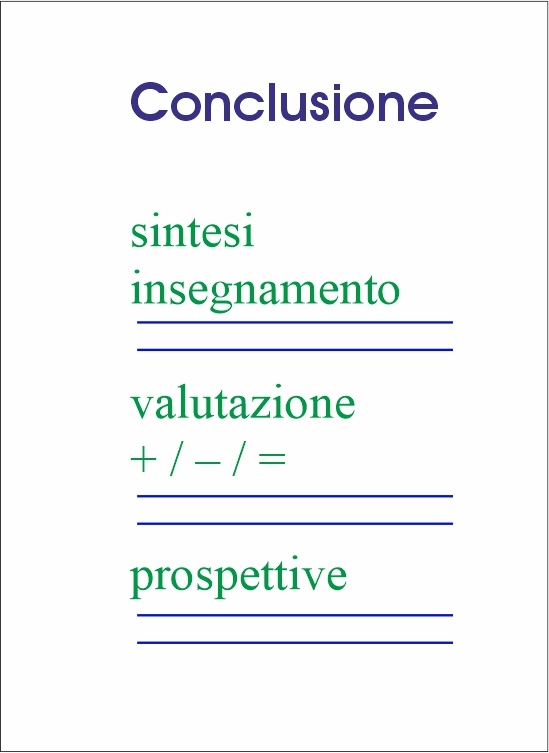 Conclusione
sintesi
insegnamento
valutazione
+ / – / =
prospettive